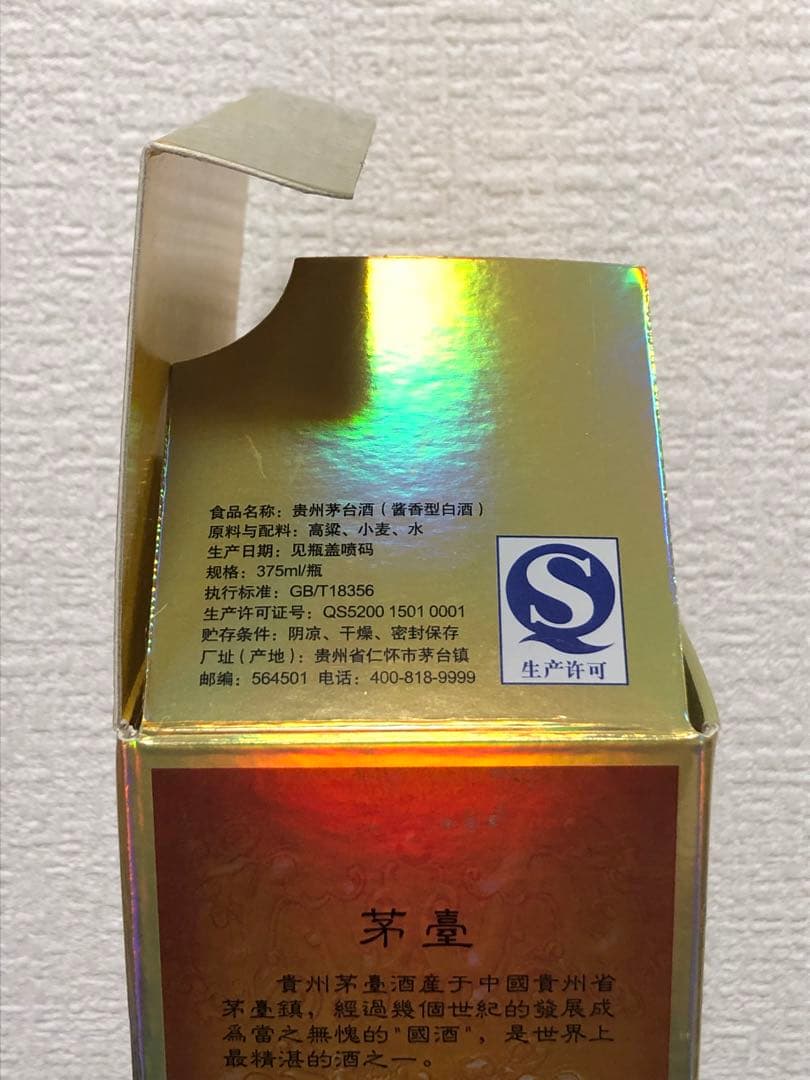 食品名称：贵州茅台酒（酱香型白酒）
原料与配料：高粱、小麦、水
生产日期：见瓶盖喷码
规格：375ml/瓶
执行标准：GB/T18356
生产许可证号：QS5200 1501 0001
贮存条件：阴凉、干燥、密封保存
厂址（产地）：贵州省仁怀市茅台镇
邮编：564501 电话：400-818-9999
QS
生产许可
茅臺
貴州茅臺酒産于中國貴州省
茅臺鎮，經過幾個世紀的發展成
爲當之無愧的"國酒"，是世界上
最精湛的酒之一。